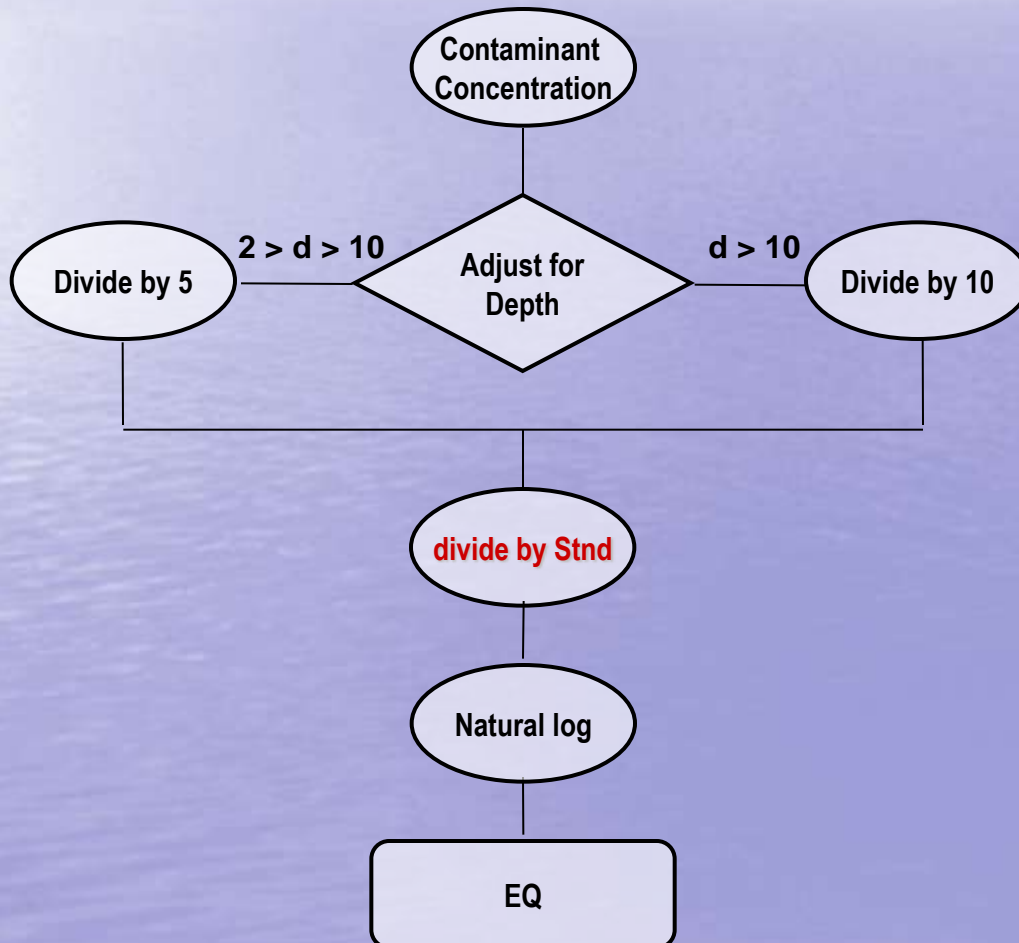 Contaminant
Concentration
2 > d > 10
d > 10
Divide by 5
Adjust for
Depth
Divide by 10
divide by Stnd
Natural log
EQ